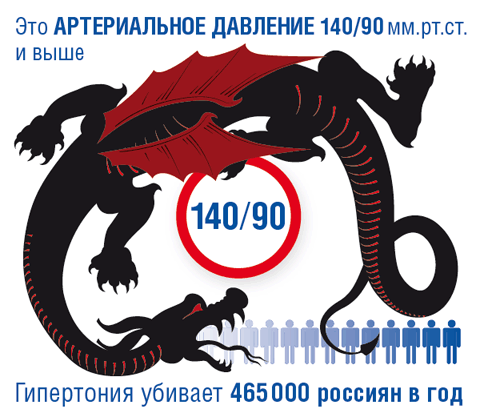 Это АРТЕРИАЛЬНОЕ ДАВЛЕНИЕ 140/90 мм.рт.ст.
и выше
140/90
Гипертония убивает 465 000 россиян в год